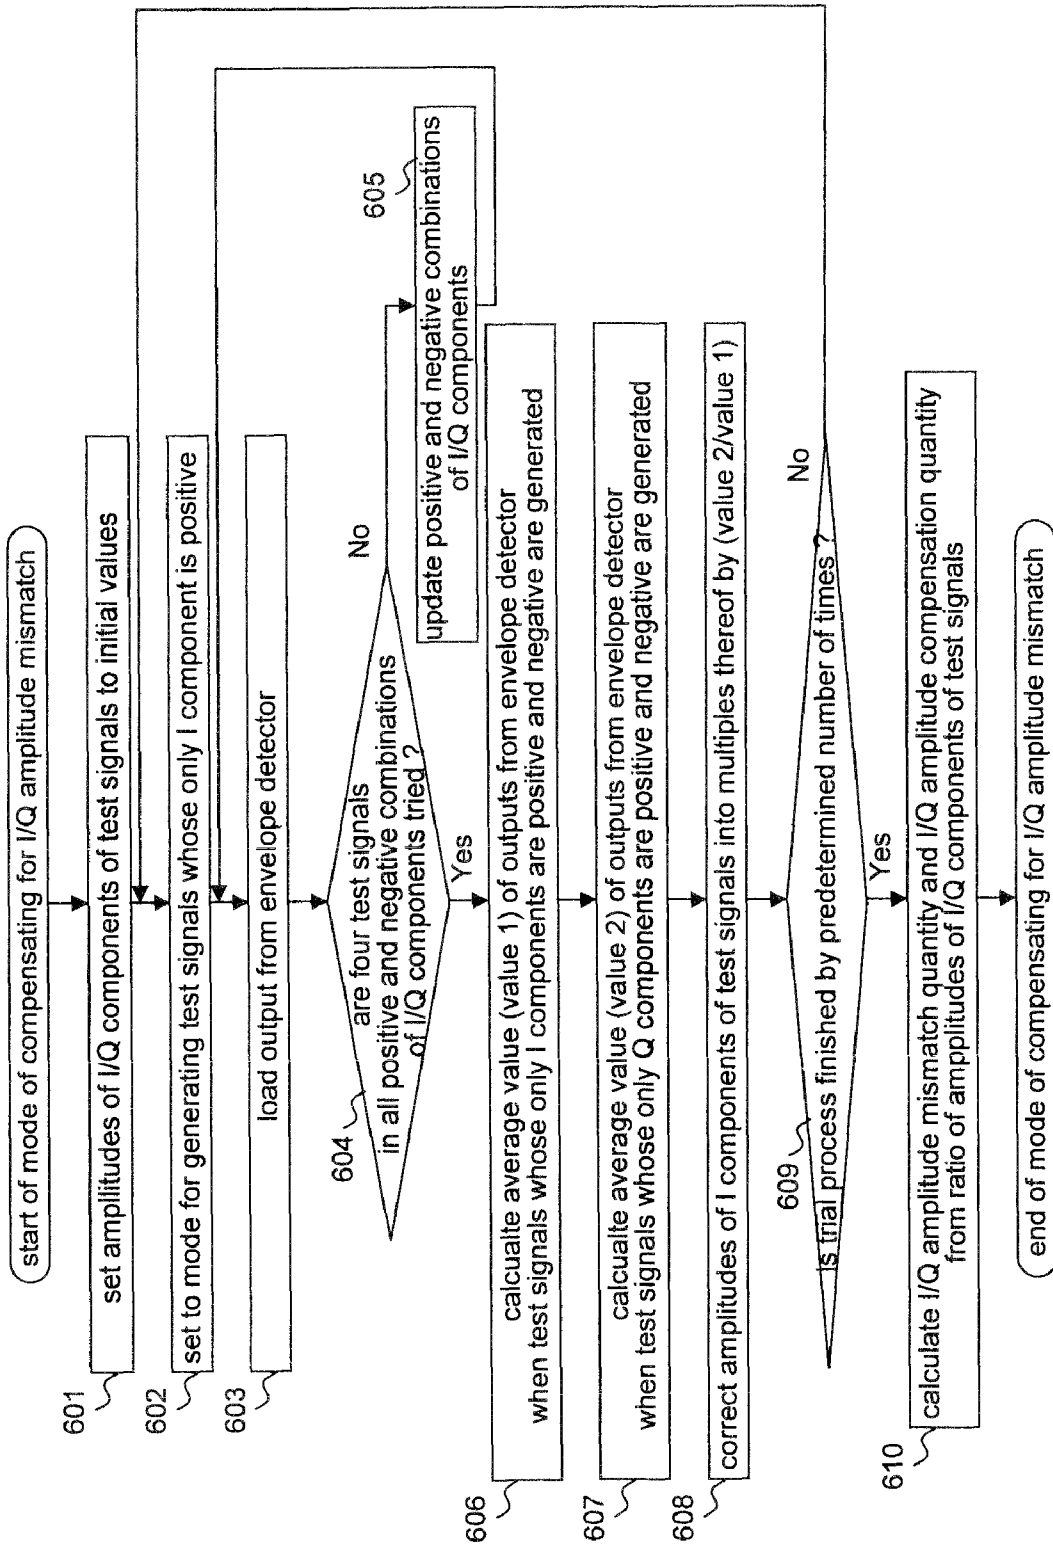 start of mode of compensating for I/Q amplitude mismatch
601
set amplitudes of I/Q components of test signals to initial values
602
set to mode for generating test signals whose only I component is positive
603
load output from envelope detector
604
are four test signals
in all positive and negative combinations
of I/Q components tried ?
No
Yes
605
update positive and negative combinations
of I/Q components
606
calcualte average value (value 1) of outputs from envelope detector
when test signals whose only I components are positive and negative are generated
607
calcualte average value (value 2) of outputs from envelope detector
when test signals whose only Q components are positive and negative are generated
608
correct amplitudes of I components of test signals into multiples thereof by (value 2/value 1)
609
is trial process finished by predetermined number of times ?
No
Yes
610
calculate I/Q amplitude mismatch quantity and I/Q amplitude compensation quantity
from ratio of ampplitudes of I/Q components of test signals
end of mode of compensating for I/Q amplitude mismatch